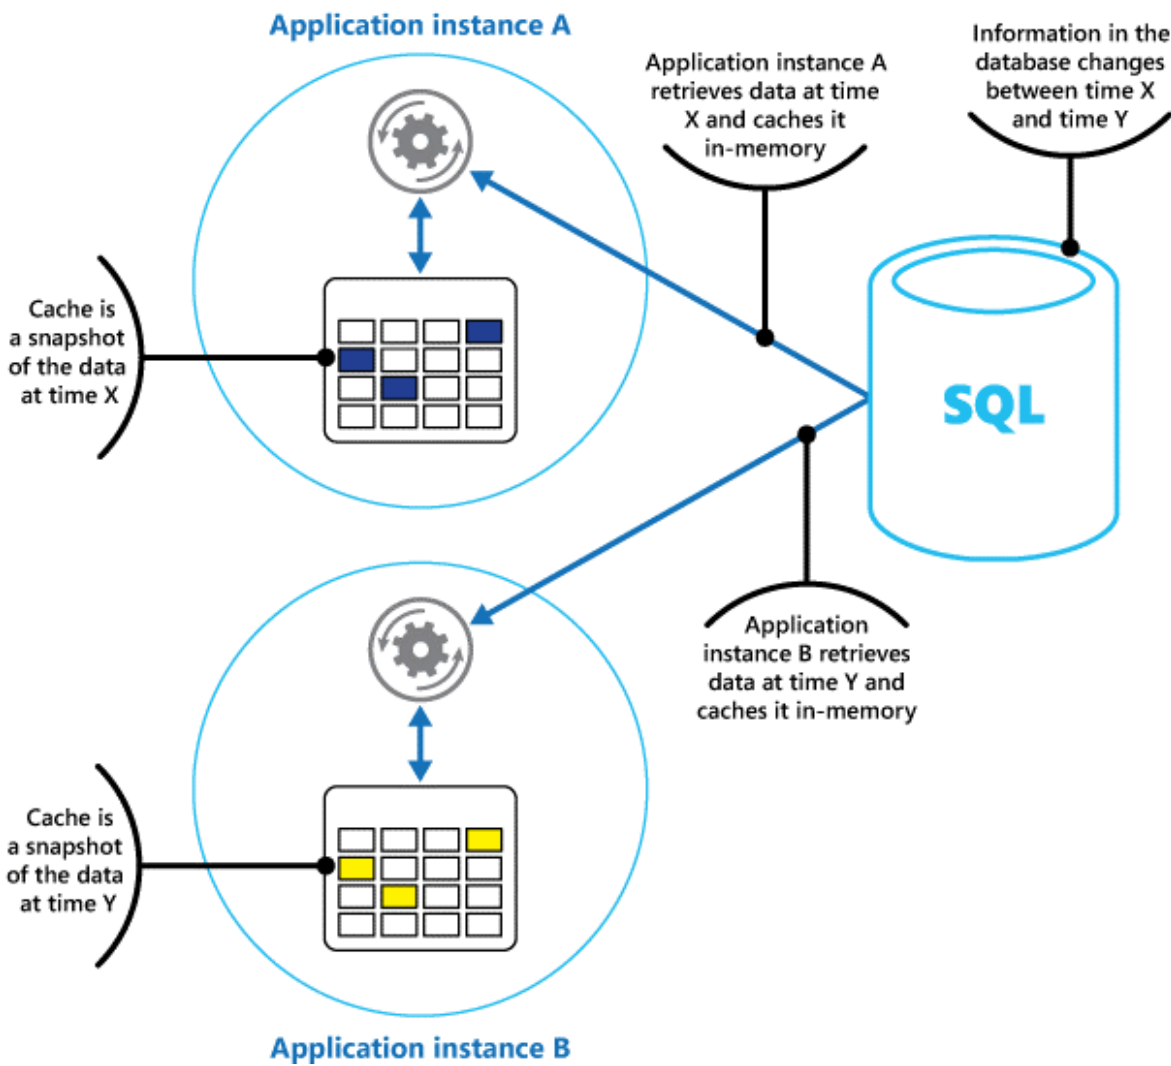 Application instance A
Application instance A
retrieves data at time
X and caches it
in-memory
Information in the
database changes
between time X
and time Y
Cache is
a snapshot
of the data
at time X
SQL
Application
instance B retrieves
data at time Y and
caches it in-memory
Cache is
a snapshot
of the data
at time Y
Application instance B